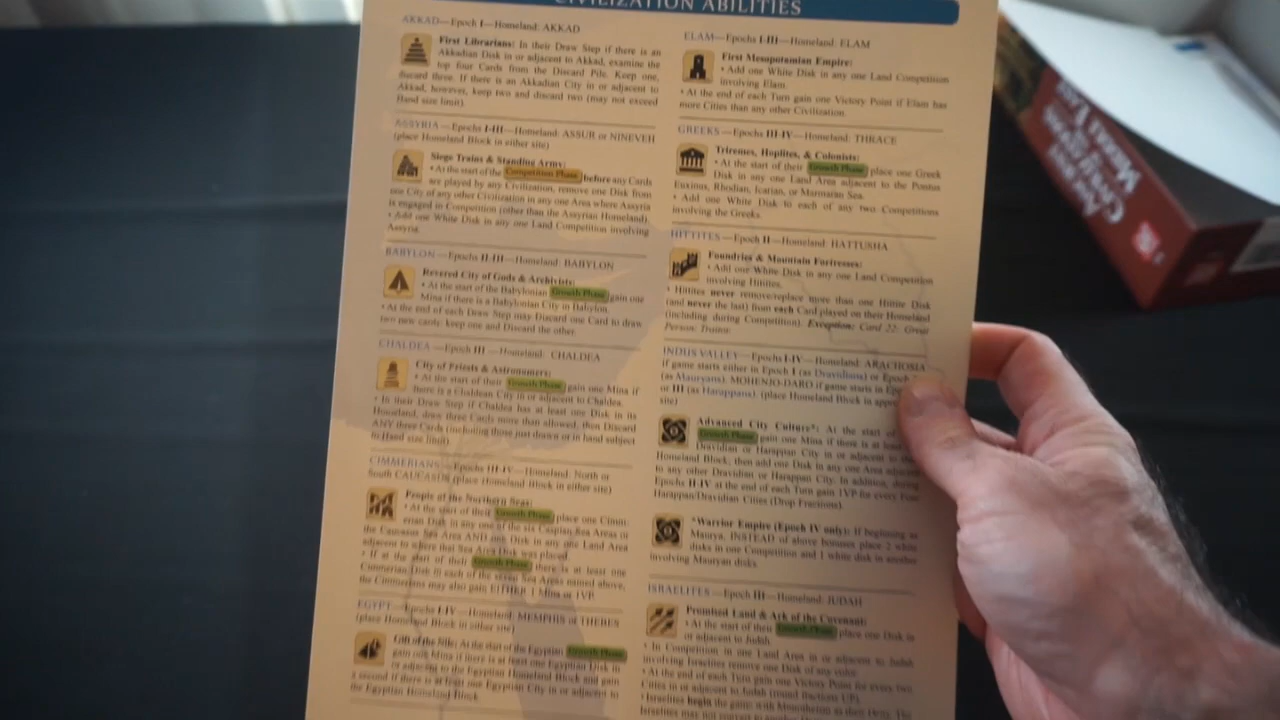 CIVILIZATION ABILITIES
AKKAD—Epoch I—Homeland: AKKAD
First Librarians: In their Draw Step if there is an
Akkadian Disk in or adjacent to Akkad, examine the
top four Cards from the Discard Pile. Keep one,
discard three. If there is an Akkadian City in or adjacent to
Akkad, however, keep two and discard two (may not exceed
Hand size limit).
ASSYRIA—Epochs I-III—Homeland: ASSUR or NINEVEH
(place Homeland Block in either site)
Siege Trains & Standing Army:
• At the start of the Competition Phase, before any Cards
are played by any Civilization, remove one Disk from
one City of any other Civilization in any one Area where Assyria
is engaged in Competition (other than the Assyrian Homeland).
• Add one White Disk in any one Land Competition involving
Assyria.
BABYLON—Epochs II-III—Homeland: BABYLON
Revered City of Gods & Archivists:
• At the start of the Babylonian Growth Phase gain one
Mina if there is a Babylonian City in Babylon.
• At the end of each Draw Step may Discard one Card to draw
two new cards: keep one and Discard the other.
CHALDEA—Epoch III—Homeland: CHALDEA
City of Priests & Astronomers:
• At the start of their Growth Phase gain one Mina if
there is a Chaldean City in or adjacent to Chaldea.
• In their Draw Step if Chaldea has at least one Disk in its
Homeland, draw three Cards more than allowed, then Discard
ANY three Cards (including those just drawn or in hand subject
to Hand size limit).
CIMMERIANS—Epochs III-IV—Homeland: North or
South CAUCASUS (place Homeland Block in either site)
People of the Northern Seas:
• At the start of their Growth Phase place one Cimm-
erian Disk in any one of the six Caspian Sea Areas or
the Caucasus Sea Area AND one Disk in any one Land Area
adjacent to where that Sea Area Disk was placed.
• If at the start of their Growth Phase there is at least one
Cimmerian Disk in each of the seven Sea Areas named above,
the Cimmerians may also gain EITHER 1 Mina or 1VP.
EGYPT—Epochs I-IV—Homeland: MEMPHIS or THEBES
(place Homeland Block in either site)
Gift of the Nile: At the start of the Egyptian Growth Phase
gain one Mina if there is at least one Egyptian Disk in
or adjacent to the Egyptian Homeland Block and gain
a second if there is at least one Egyptian City in or adjacent to
the Egyptian Homeland Block.
ELAM—Epochs I-III—Homeland: ELAM
First Mesopotamian Empire:
• Add one White Disk in any one Land Competition
involving Elam.
• At the end of each Turn gain one Victory Point if Elam has
more Cities than any other Civilization.
GREEKS—Epochs III-IV—Homeland: THRACE
Triremes, Hoplites, & Colonists:
• At the start of their Growth Phase place one Greek
Disk in any one Land Area adjacent to the Pontus
Euxinus, Rhodian, Icarian, or Marmaran Sea.
• Add one White Disk to each of any two Competitions
involving the Greeks.
HITTITES—Epoch II—Homeland: HATTUSHA
Foundries & Mountain Fortresses:
• Add one White Disk in any one Land Competition
involving Hittites.
• Hittites never remove/replace more than one Hittite Disk
(and never the last) from each Card played on their Homeland
(including during Competition). Exception: Card 22: Great
Person: Traitor.
INDUS VALLEY—Epochs I-IV—Homeland: ARACHOSIA
if game starts either in Epoch I (as Dravidians) or Epoch
(as Mauryans). MOHENJO-DARO if game starts in Epo
or III (as Harappans). (place Homeland Block in appro
site)
Advanced City Culture*: At the start of
Growth Phase gain one Mina if there is at least
Dravidian or Harappan City in or adjacent to
Homeland Block, then add one Disk in any one Area adjacent
to any other Dravidian or Harappan City. In addition, during
Epochs II-IV at the end of each Turn gain 1VP for every four
Harappan/Dravidian Cities (Drop Fractions).
*Warrior Empire (Epoch IV only): If beginning as
Maurya, INSTEAD of above bonuses place 2 white
disks in one Competition and 1 white disk in another
involving Mauryan disks.
ISRAELITES—Epoch III—Homeland: JUDAH
Promised Land & Ark of the Covenant:
• At the start of their Growth Phase place one Disk in
or adjacent to Judah.
• In Competition in one Land Area in or adjacent to Judah
involving Israelites remove one Disk of any color.
• At the end of each Turn gain one Victory Point for every two
Cities in or adjacent to Judah (round fractions UP).
• Israelites begin the game with Monotheism as their
Israelites may not convert to another